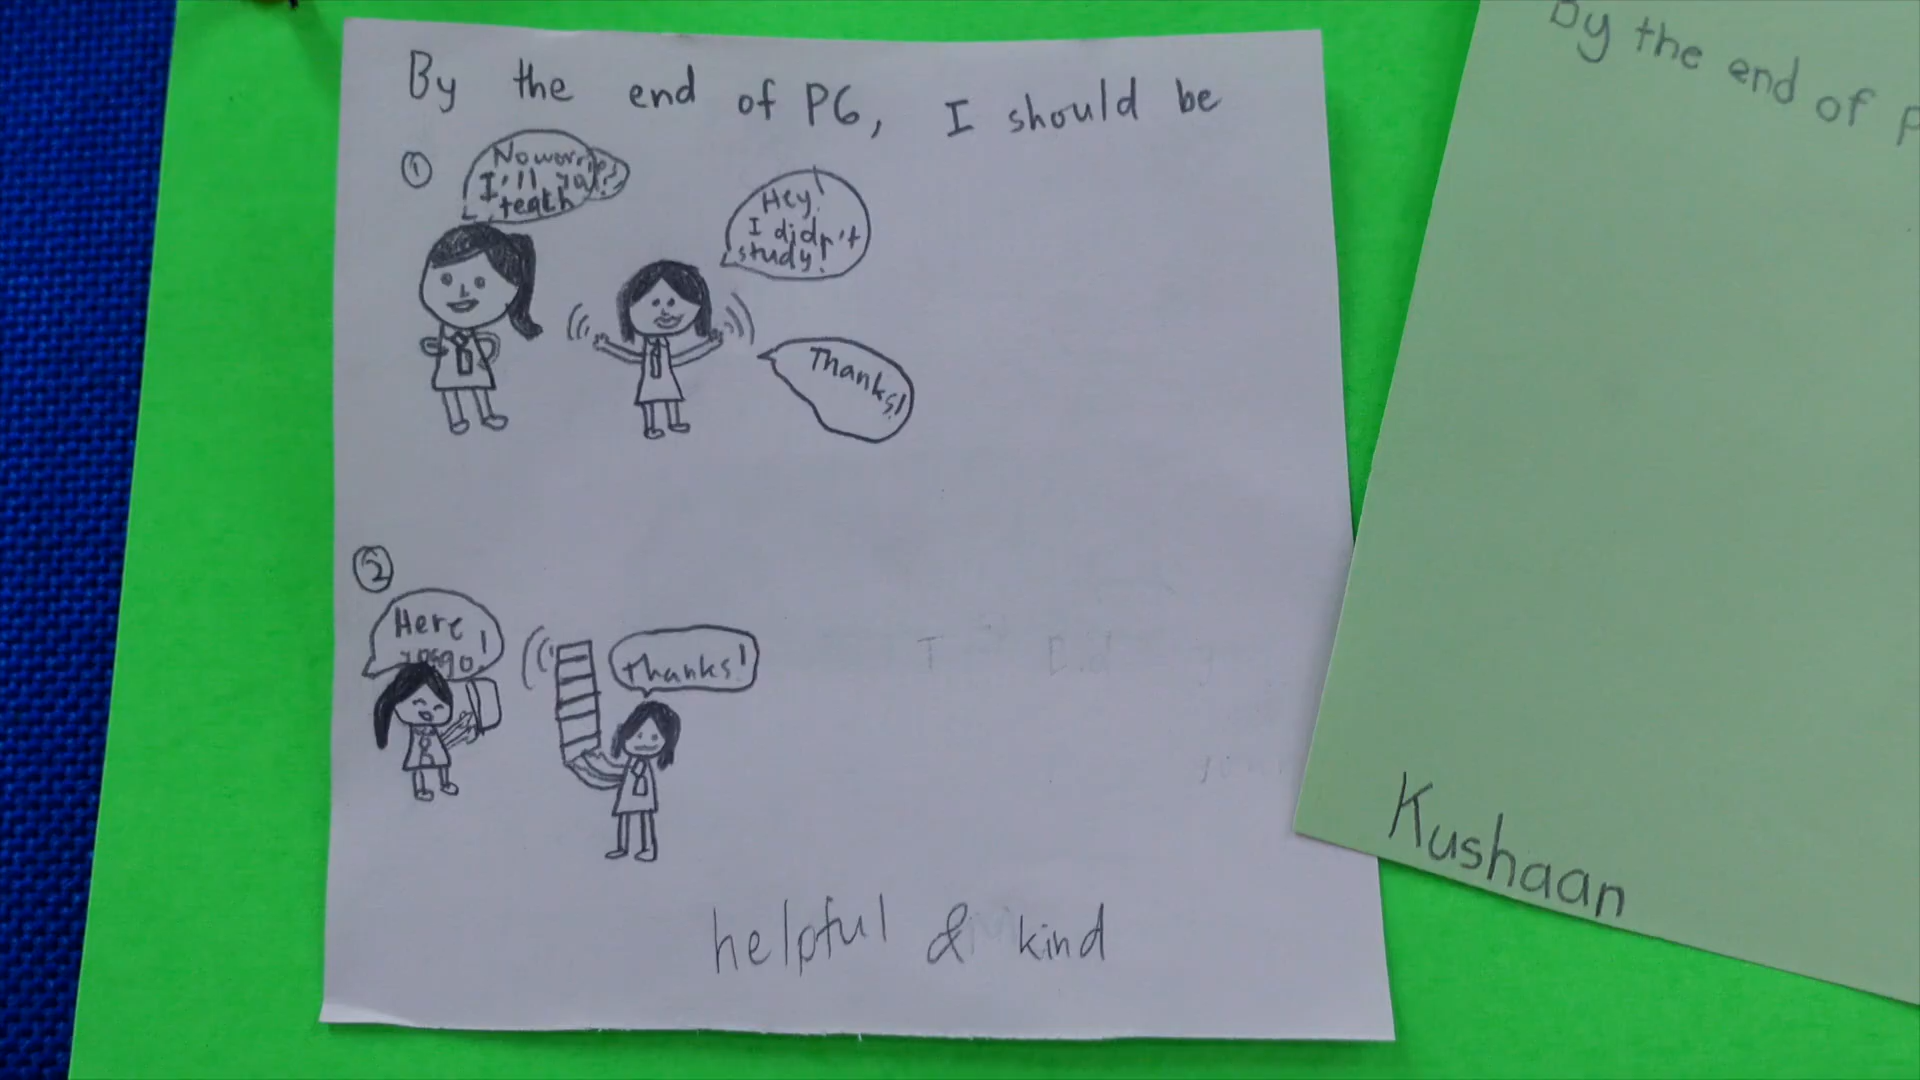 By the end of P6, I should be
①
No worries
I'll
teach
Hey!
I didn't
study!
Thanks!
②
Here
go!
Thanks!
helpful & kind
By the end of P
Kushaan